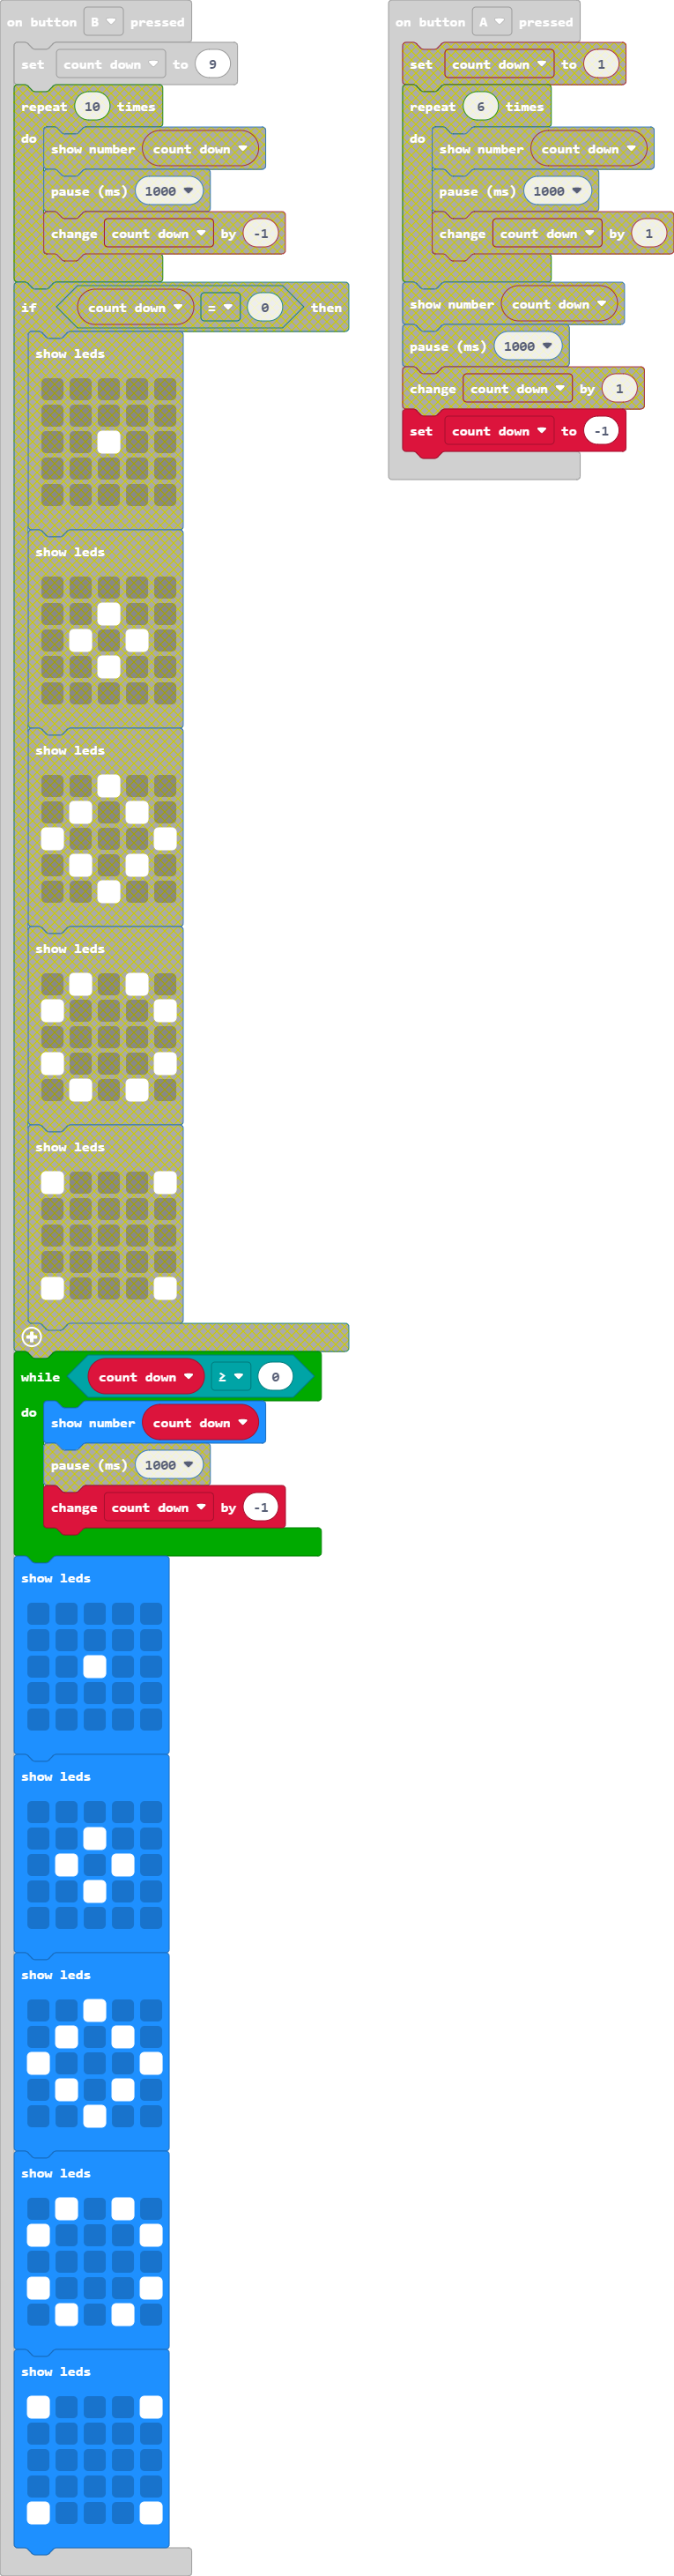 on button B pressed
set count down to 9
repeat 10 times
do
show number count down
pause (ms) 1000
change count down by -1
if count down = 0 then
show leds
show leds
show leds
show leds
show leds
while count down ≥ 0
do
show number count down
pause (ms) 1000
change count down by -1
show leds
show leds
show leds
show leds
show leds
on button A pressed
set count down to 1
repeat 6 times
do
show number count down
pause (ms) 1000
change count down by 1
show number count down
pause (ms) 1000
change count down by 1
set count down to -1